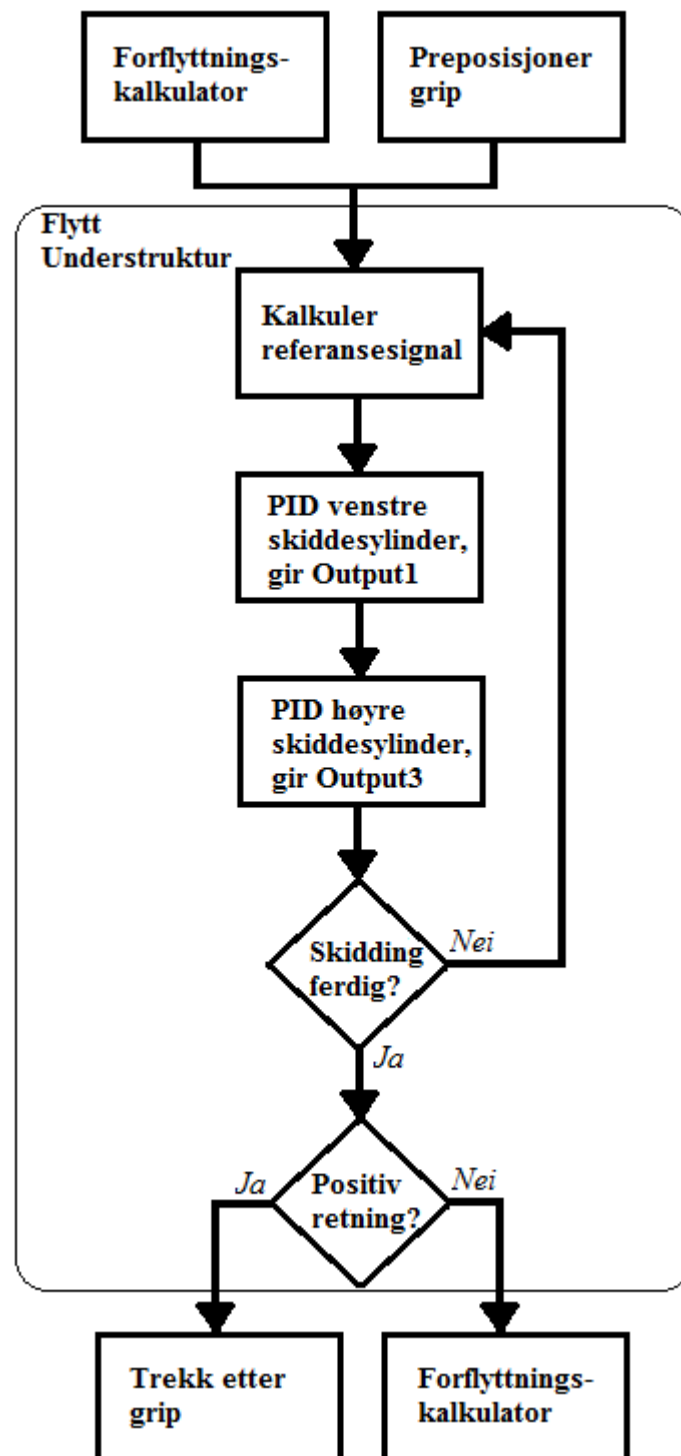 Forflyttnings-
kalkulator
Preposisjoner
grip
Flytt
Understruktur
Kalkuler
referansesignal
PID venstre
skiddesylinder,
gir Output1
PID høyre
skiddesylinder,
gir Output3
Skidding
ferdig?
Nei
Ja
Positiv
retning?
Ja
Nei
Trekk etter
grip
Forflyttnings-
kalkulator